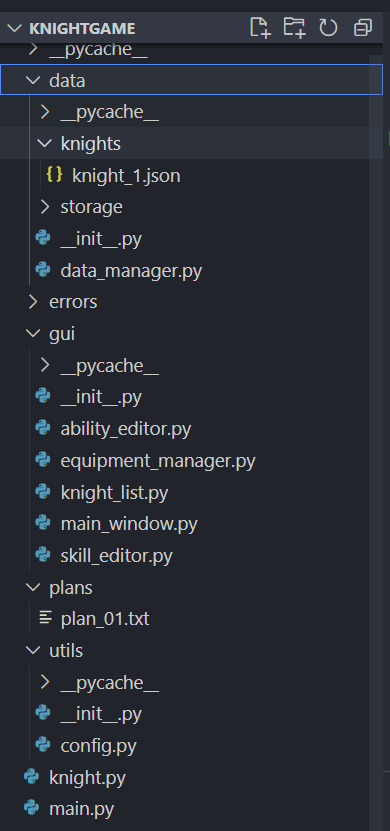 KNIGHTGAME
__pycache__
data
__pycache__
knights
{} knight_1.json
storage
__init__.py
data_manager.py
errors
gui
__pycache__
__init__.py
ability_editor.py
equipment_manager.py
knight_list.py
main_window.py
skill_editor.py
plans
plan_01.txt
utils
__pycache__
__init__.py
config.py
knight.py
main.py